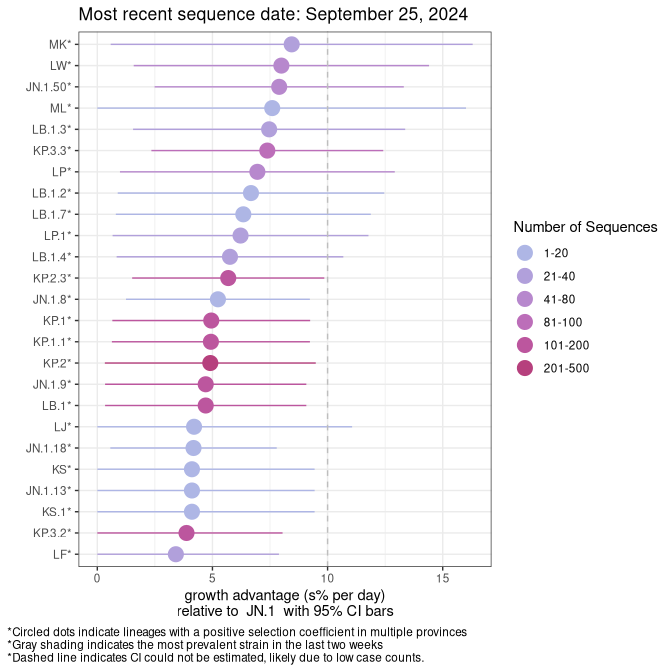 Most recent sequence date: September 25, 2024
MK*
LW*
JN.1.50*
ML*
LB.1.3*
KP.3.3*
LP*
LB.1.2*
LB.1.7*
LP.1*
LB.1.4*
KP.2.3*
JN.1.8*
KP.1*
KP.1.1*
KP.2*
JN.1.9*
LB.1*
LJ*
JN.1.18*
KS*
JN.1.13*
KS.1*
KP.3.2*
LF*
0 5 10 15
growth advantage (s% per day)
relative to JN.1 with 95% CI bars
Number of Sequences
1-20
21-40
41-80
81-100
101-200
201-500
*Circled dots indicate lineages with a positive selection coefficient in multiple provinces
*Gray shading indicates the most prevalent strain in the last two weeks
*Dashed line indicates CI could not be estimated, likely due to low case counts.